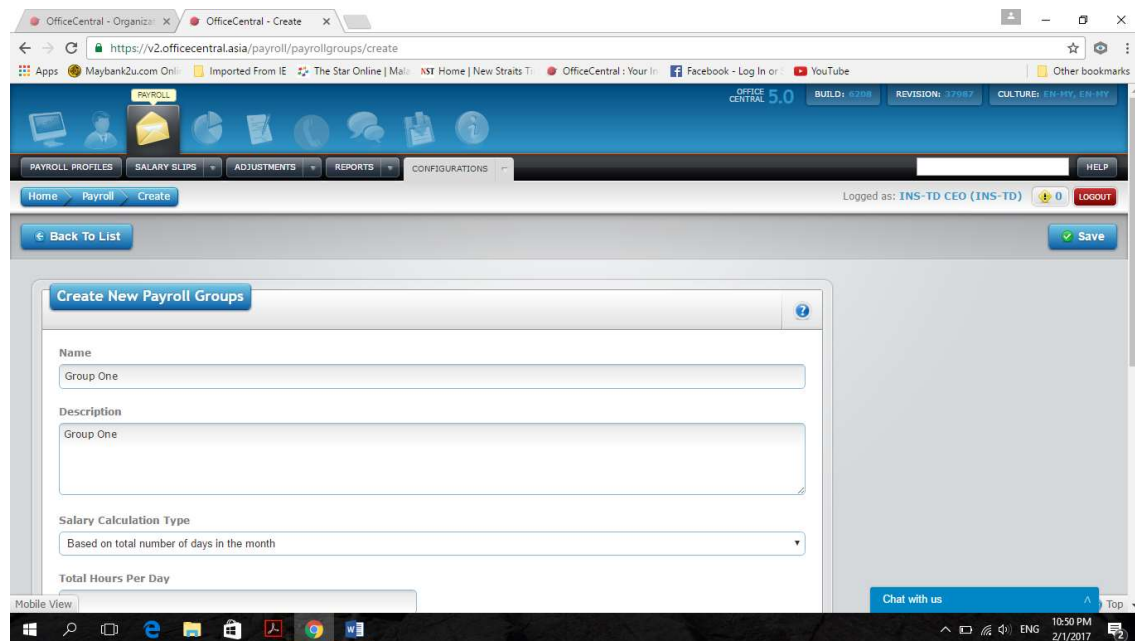 OfficeCentral - Organizat
OfficeCentral - Create
https://v2.officecentral.asia/payroll/payrollgroups/create
Apps Maybank2u.com Onli Imported From IE The Star Online | Mala NST Home | New Straits Ti OfficeCentral : Your In Facebook - Log In or YouTube Other bookmarks
PAYROLL
OFFICE CENTRAL 5.0 BUILD: 6208 REVISION: 37987 CULTURE: EN-MY, EN-MY
PAYROLL PROFILES SALARY SLIPS ADJUSTMENTS REPORTS CONFIGURATIONS HELP
Home Payroll Create Logged as: INS-TD CEO (INS-TD) 0 LOGOUT
Back To List Save
Create New Payroll Groups
Name
Group One
Description
Group One
Salary Calculation Type
Based on total number of days in the month
Total Hours Per Day
Mobile View Chat with us Top
ENG 10:50 PM
2/1/2017